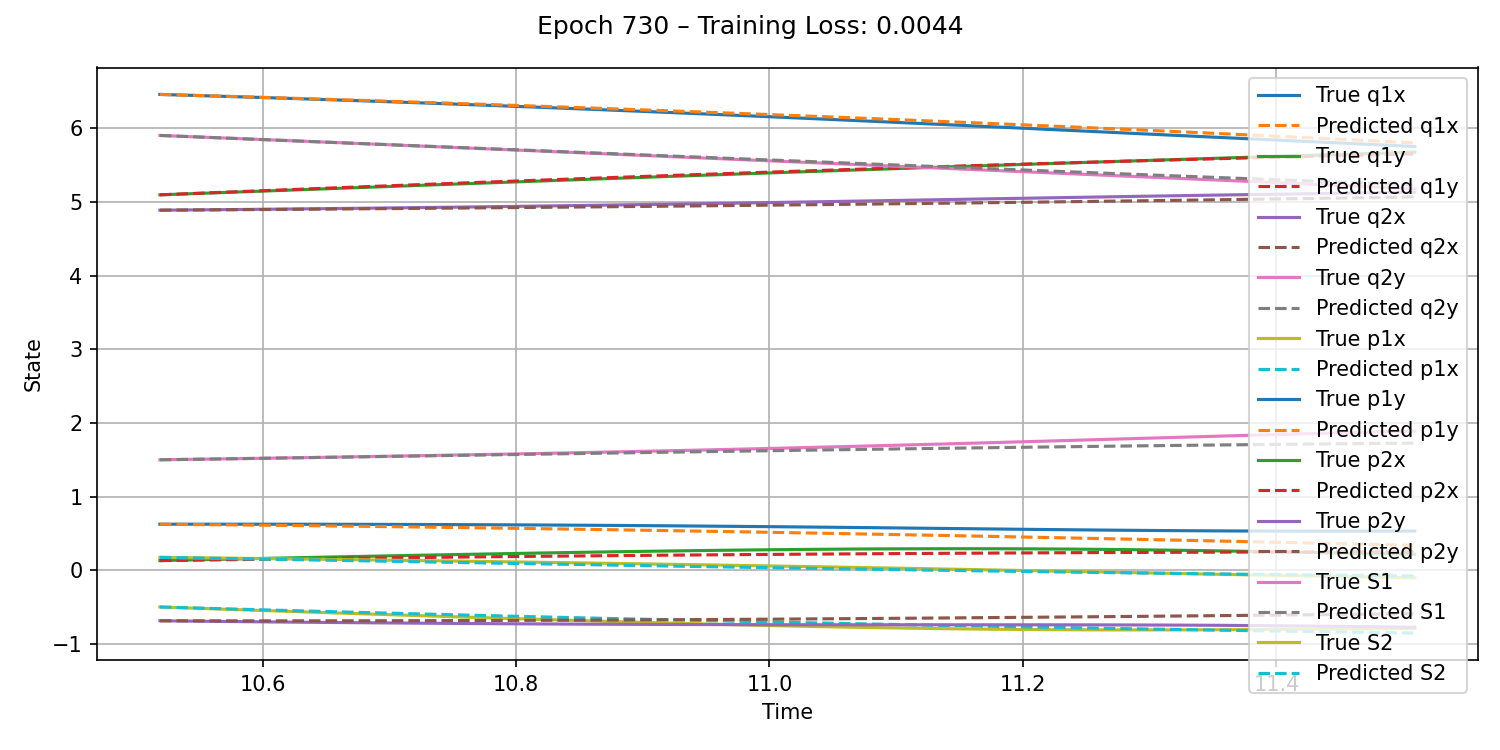 Epoch 730 – Training Loss: 0.0044
6
5
4
3
2
1
0
−1
State
10.6
10.8
11.0
11.2
11.4
Time
True q1x
Predicted q1x
True q1y
Predicted q1y
True q2x
Predicted q2x
True q2y
Predicted q2y
True p1x
Predicted p1x
True p1y
Predicted p1y
True p2x
Predicted p2x
True p2y
Predicted p2y
True S1
Predicted S1
True S2
Predicted S2